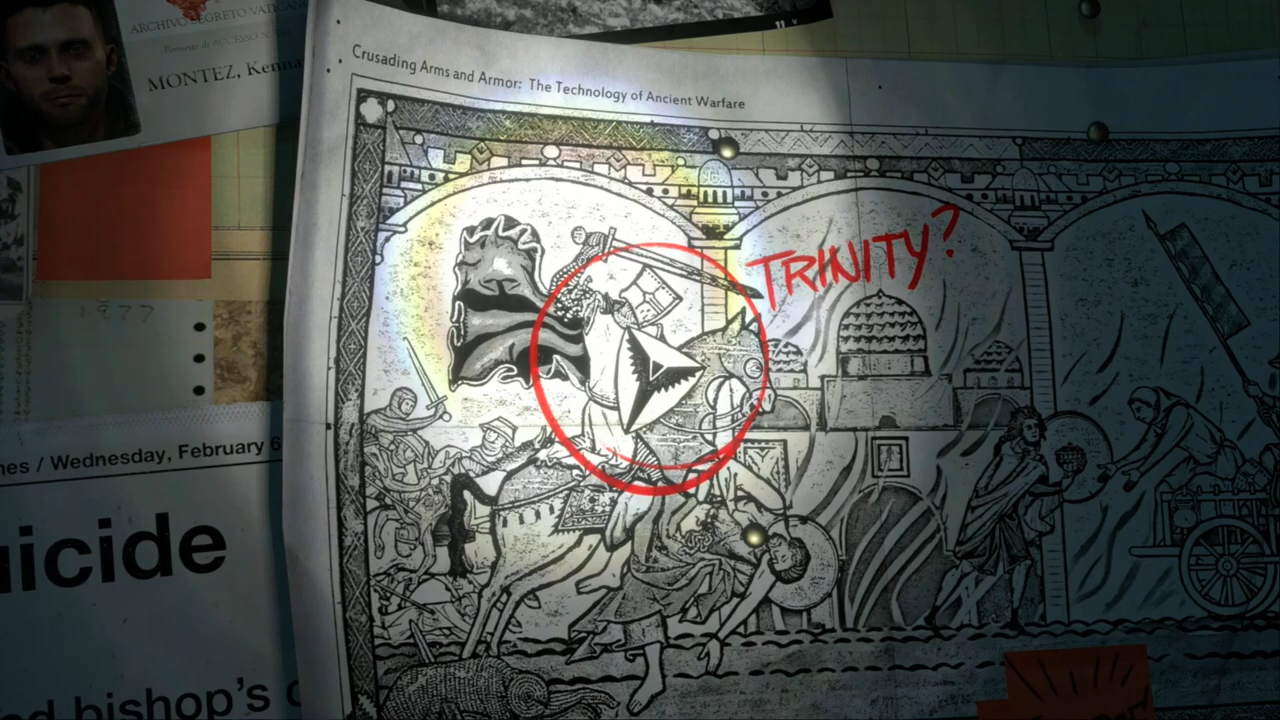 ARCHIVO SEGRETO VATICANO
MONTEZ, Kenna
Crusading Arms and Armor: The Technology of Ancient Warfare
TRINITY?
1977
nes / Wednesday, February 6
uicide
d bishop's c